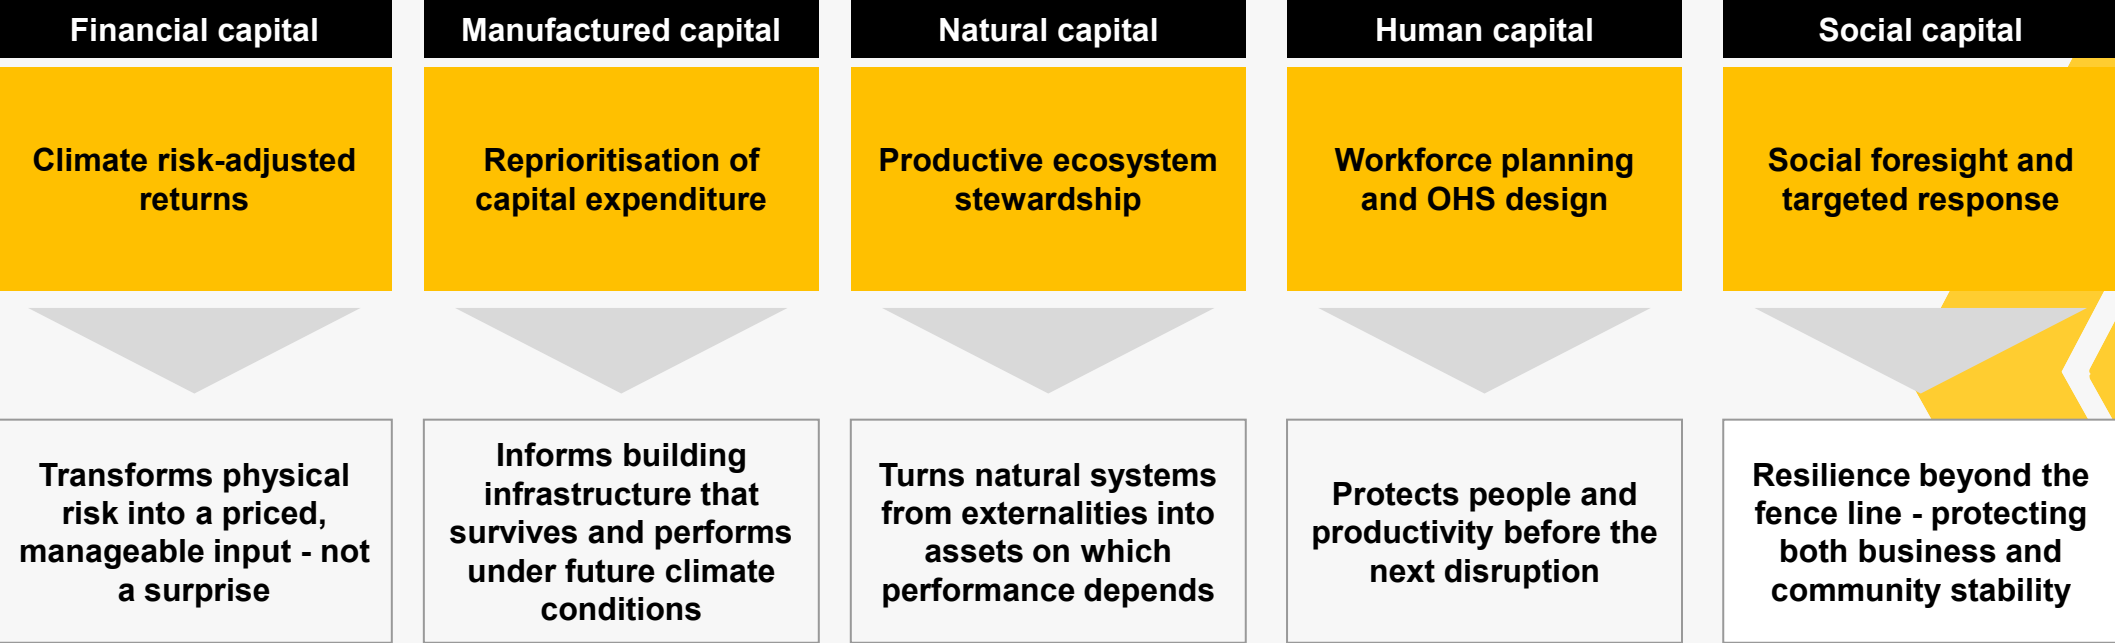 Financial capital
Manufactured capital
Natural capital
Human capital
Social capital
Climate risk-adjusted
returns
Reprioritisation of
capital expenditure
Productive ecosystem
stewardship
Workforce planning
and OHS design
Social foresight and
targeted response
Transforms physical
risk into a priced,
manageable input - not
a surprise
Informs building
infrastructure that
survives and performs
under future climate
conditions
Turns natural systems
from externalities into
assets on which
performance depends
Protects people and
productivity before the
next disruption
Resilience beyond the
fence line - protecting
both business and
community stability